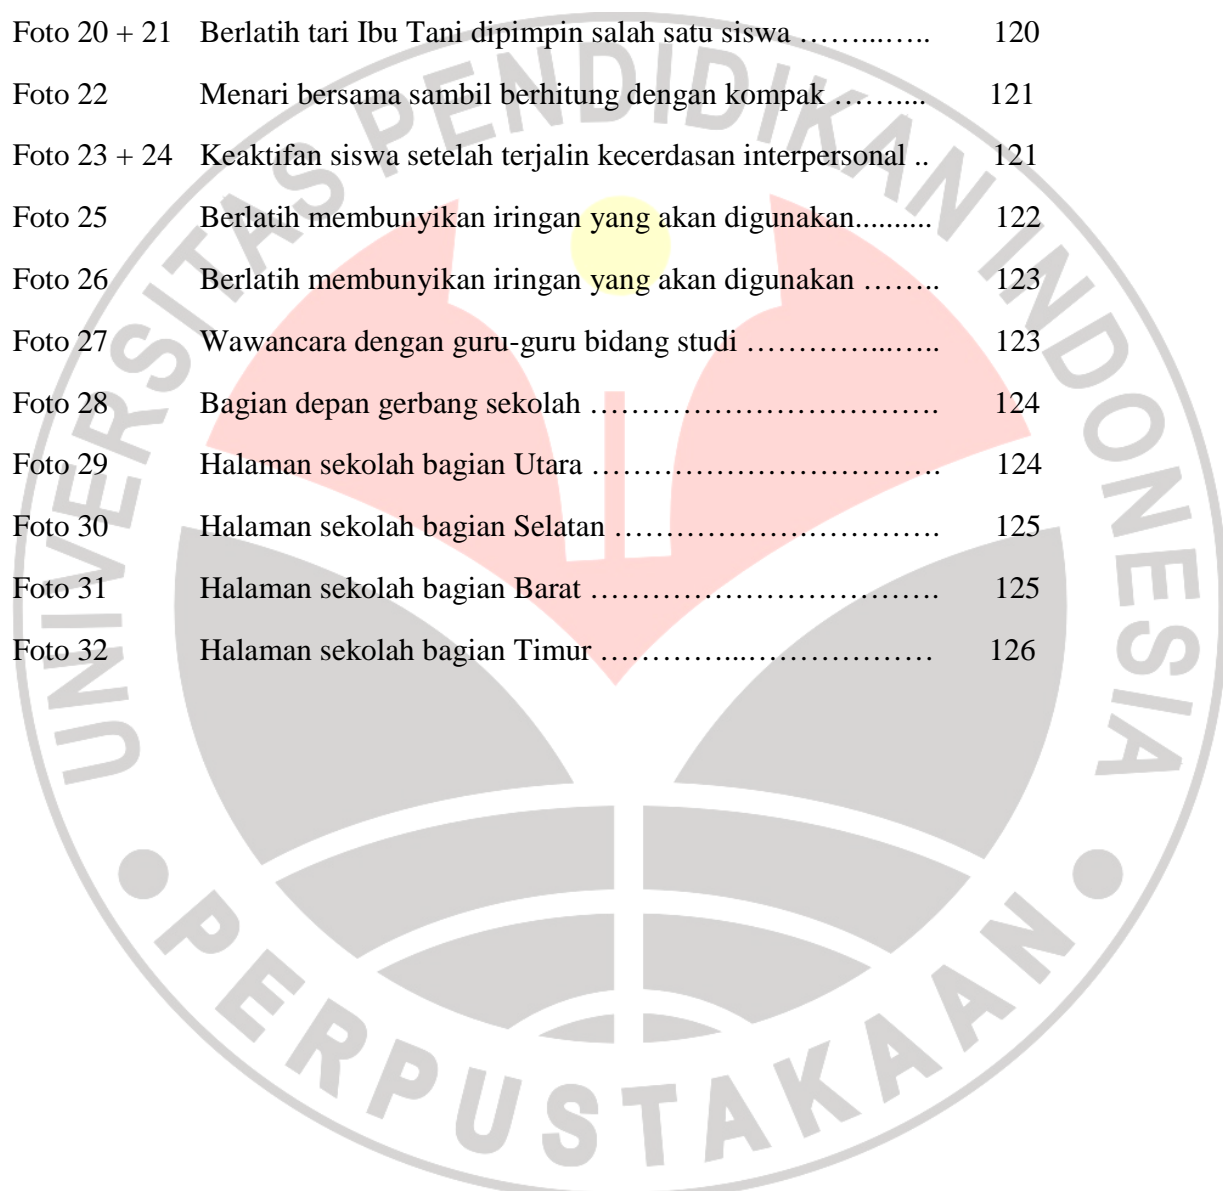 Foto 20 + 21 Berlatih tari Ibu Tani dipimpin salah satu siswa ……...….. 120
Foto 22 Menari bersama sambil berhitung dengan kompak ……... 121
Foto 23 + 24 Keaktifan siswa setelah terjalin kecerdasan interpersonal .. 121
Foto 25 Berlatih membunyikan iringan yang akan digunakan.......... 122
Foto 26 Berlatih membunyikan iringan yang akan digunakan …….. 123
Foto 27 Wawancara dengan guru-guru bidang studi …………...….. 123
Foto 28 Bagian depan gerbang sekolah ……………………………. 124
Foto 29 Halaman sekolah bagian Utara ……………………………. 124
Foto 30 Halaman sekolah bagian Selatan ……………….…………. 125
Foto 31 Halaman sekolah bagian Barat ……………………………. 125
Foto 32 Halaman sekolah bagian Timur …………...……………… 126
UNIVERSITAS PENDIDIKAN INDONESIA
PERPUSTAKAAN